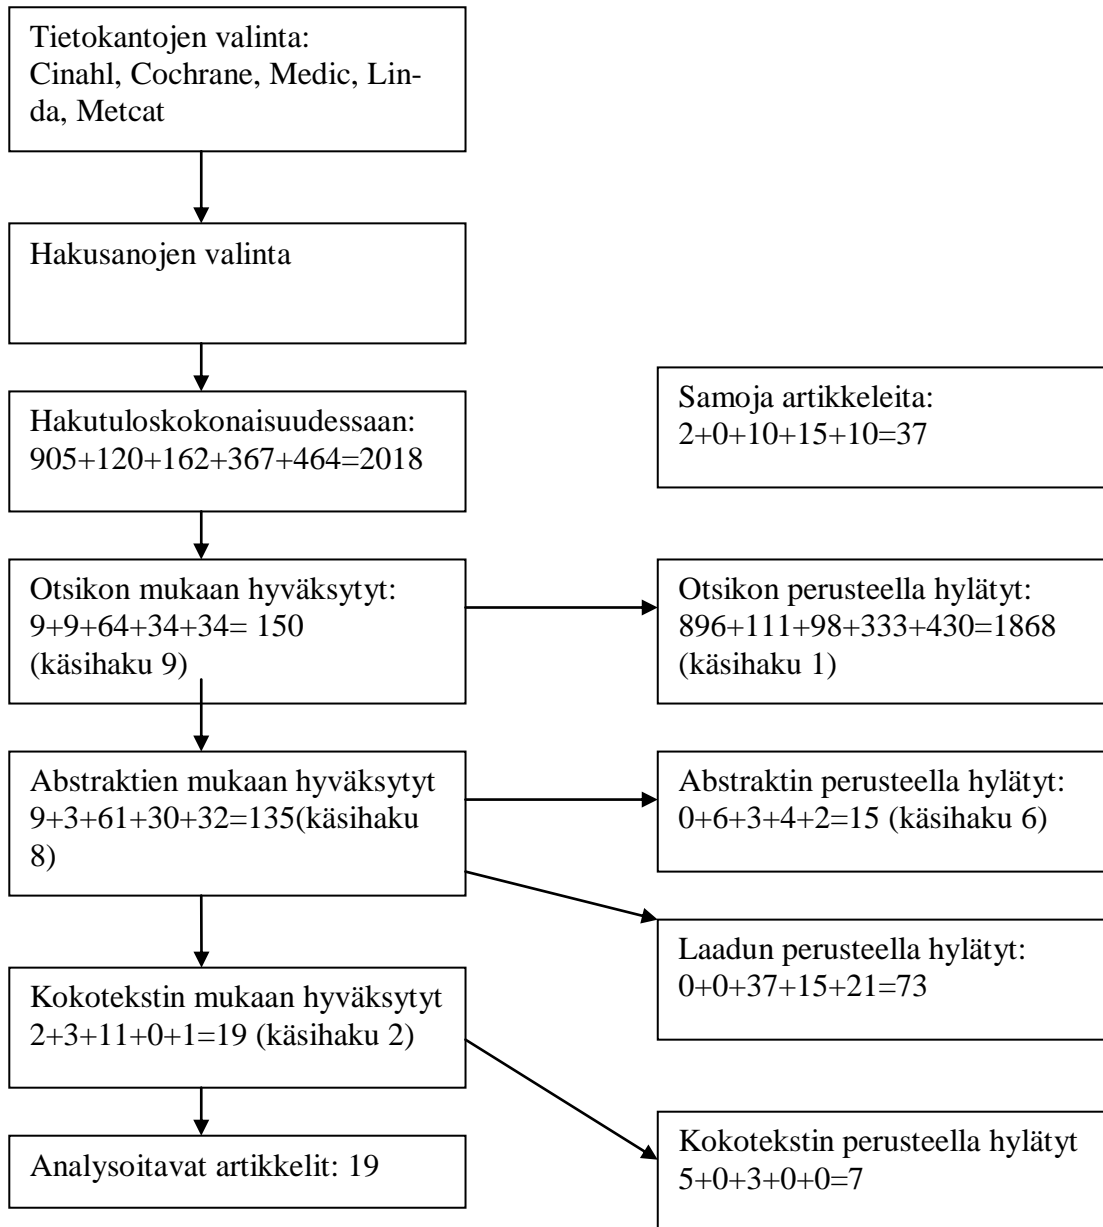 Tietokantojen valinta:
Cinahl, Cochrane, Medic, Lin-
da, Metcat
Hakusanojen valinta
Hakutuloskokonaisuudessaan:
905+120+162+367+464=2018
Samoja artikkeleita:
2+0+10+15+10=37
Otsikon mukaan hyväksytyt:
9+9+64+34+34= 150
(käsihaku 9)
Otsikon perusteella hylätyt:
896+111+98+333+430=1868
(käsihaku 1)
Abstraktien mukaan hyväksytyt
9+3+61+30+32=135(käsihaku
8)
Abstraktin perusteella hylätyt:
0+6+3+4+2=15 (käsihaku 6)
Laadun perusteella hylätyt:
0+0+37+15+21=73
Kokotekstin mukaan hyväksytyt
2+3+11+0+1=19 (käsihaku 2)
Kokotekstin perusteella hylätyt
5+0+3+0+0=7
Analysoitavat artikkelit: 19